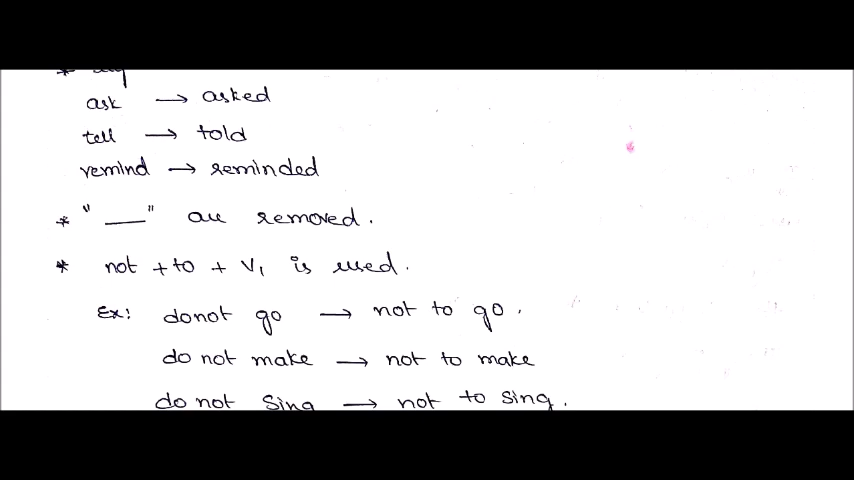 *
ask → asked
tell → told
remind → reminded
* "___" are removed.
* not + to + V₁ is used.
Ex: donot go → not to go.
do not make → not to make
do not sing → not to sing.